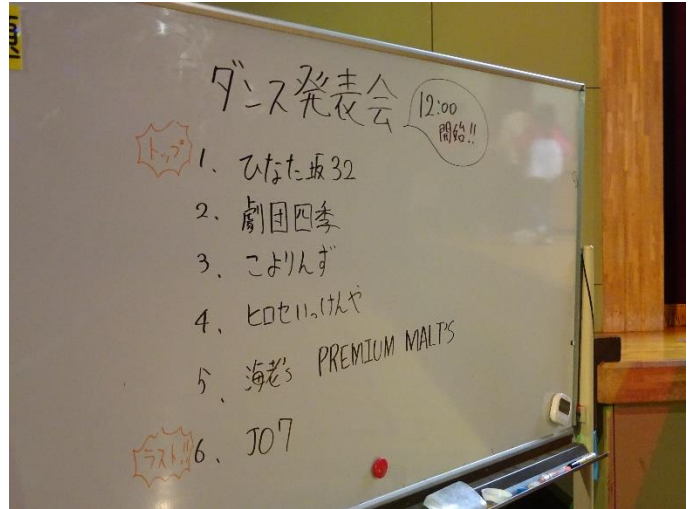 ダンス発表会
12:00
開始!!
トップ
1、ひなた坂32
2、劇団四季
3、こよりんず
4、ヒロセいっけんや
5、海老's PREMIUM MALT'S
ラスト!!
6、JO7